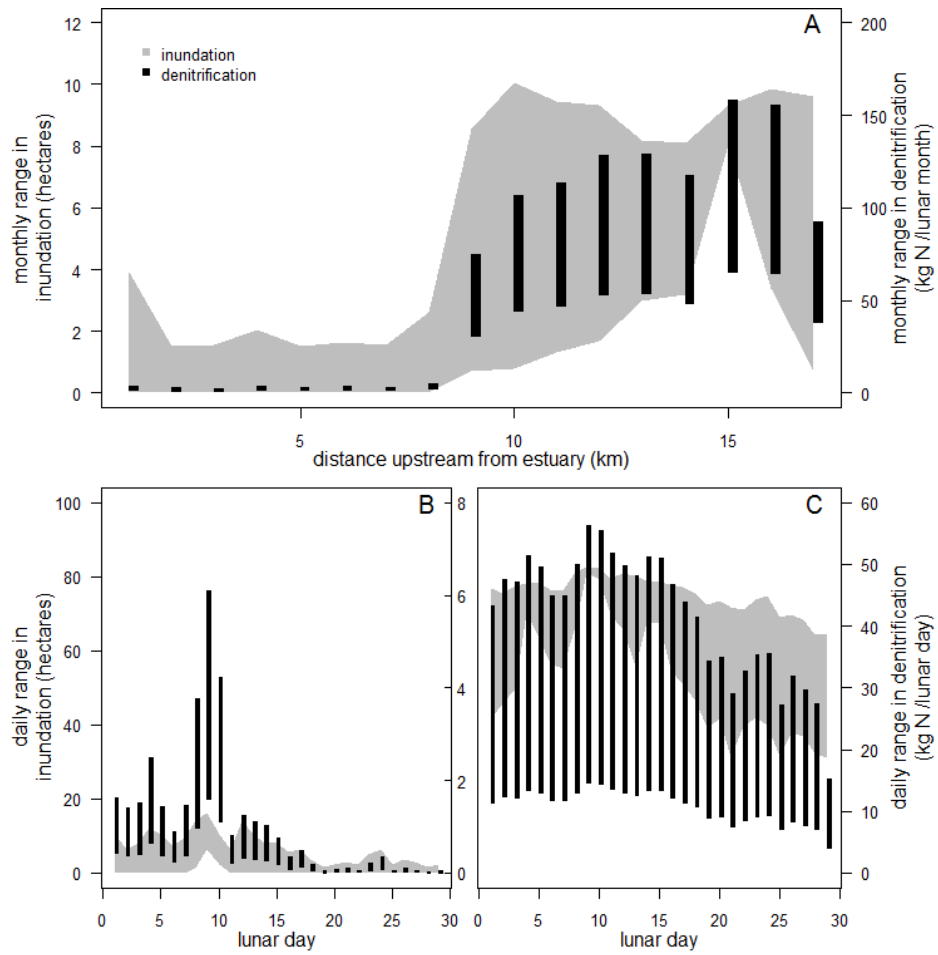 A
12
10
8
6
4
2
0
monthly range in
inundation (hectares)
inundation
denitrification
200
150
100
50
0
monthly range in denitrification
(kg N /lunar month)
5
10
15
distance upstream from estuary (km)
B
100
80
60
40
20
0
daily range in
inundation (hectares)
8
6
4
2
0
0
5
10
15
20
25
30
lunar day
C
60
50
40
30
20
10
0
daily range in denitrification
(kg N /lunar day)
0
5
10
15
20
25
30
lunar day